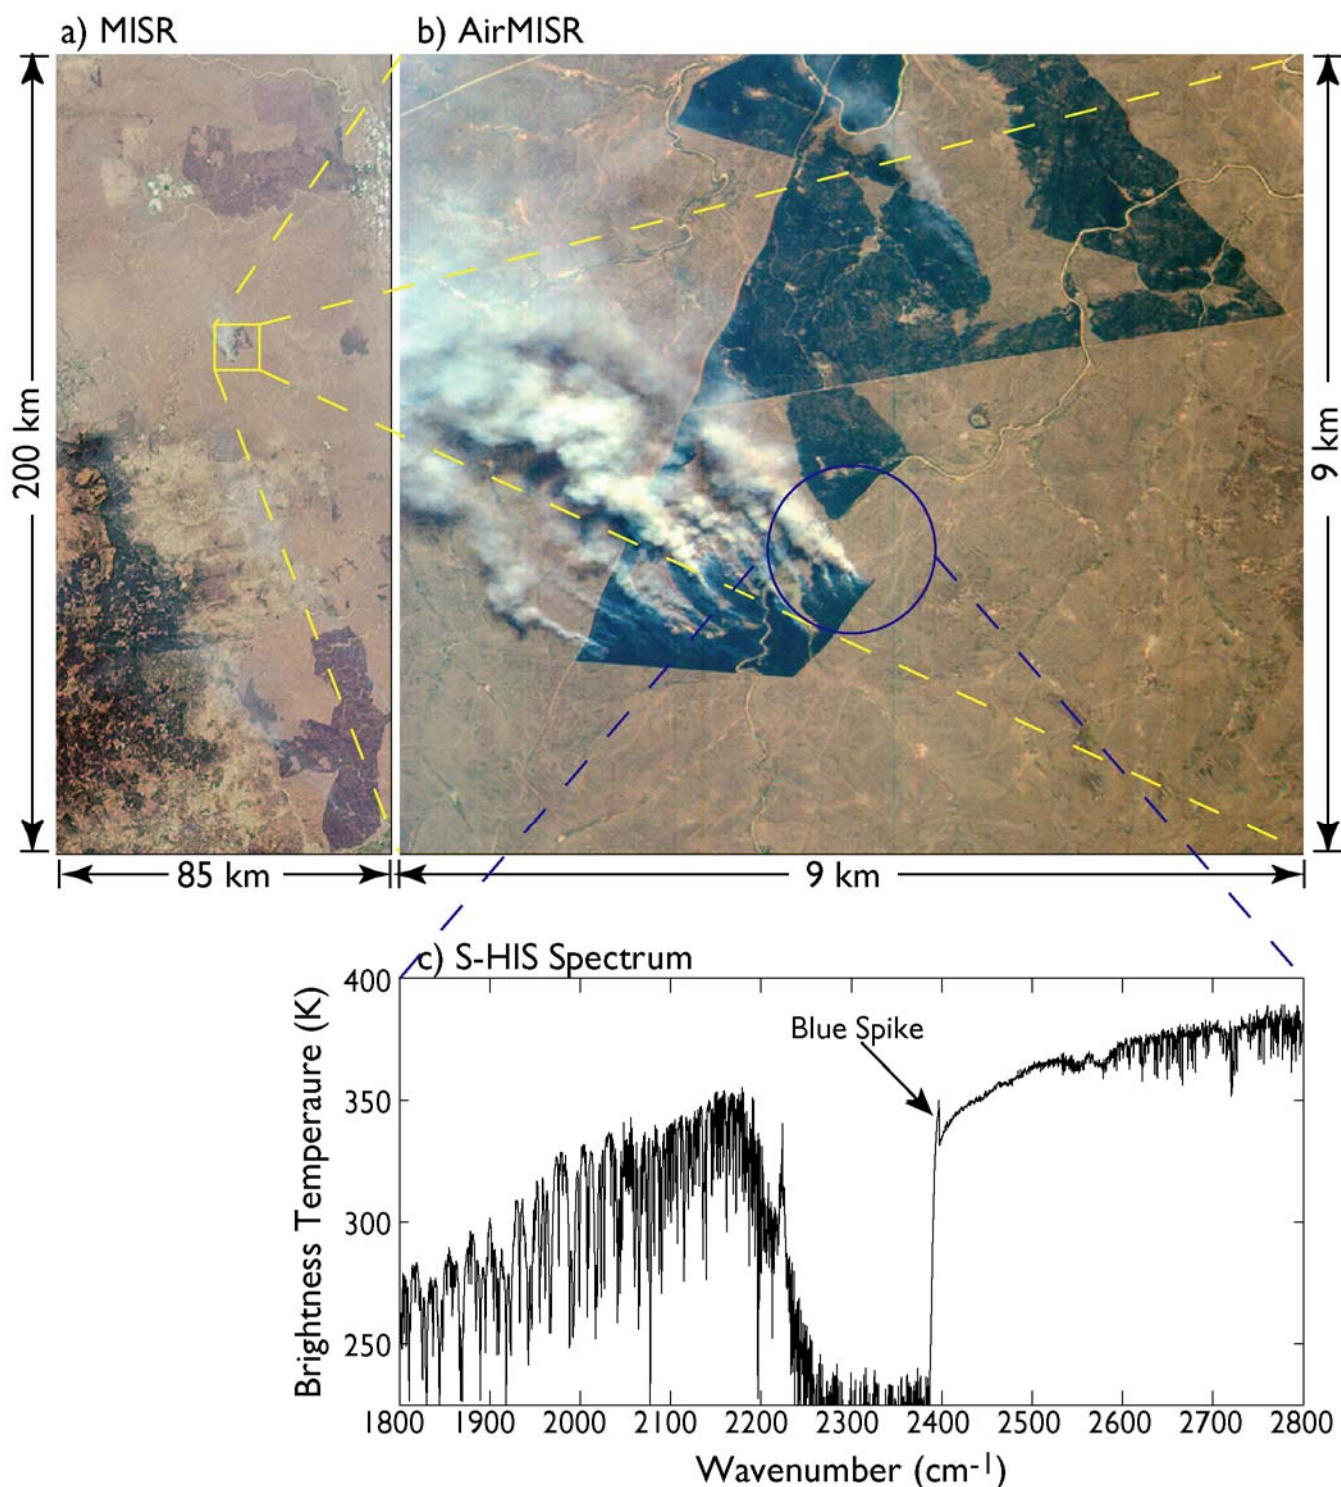 a) MISR
b) AirMISR
200 km
9 km
85 km
9 km
c) S-HIS Spectrum
Blue Spike
Brightness Temperaure (K)
400
350
300
250
1800 1900 2000 2100 2200 2300 2400 2500 2600 2700 2800
Wavenumber (cm-1)